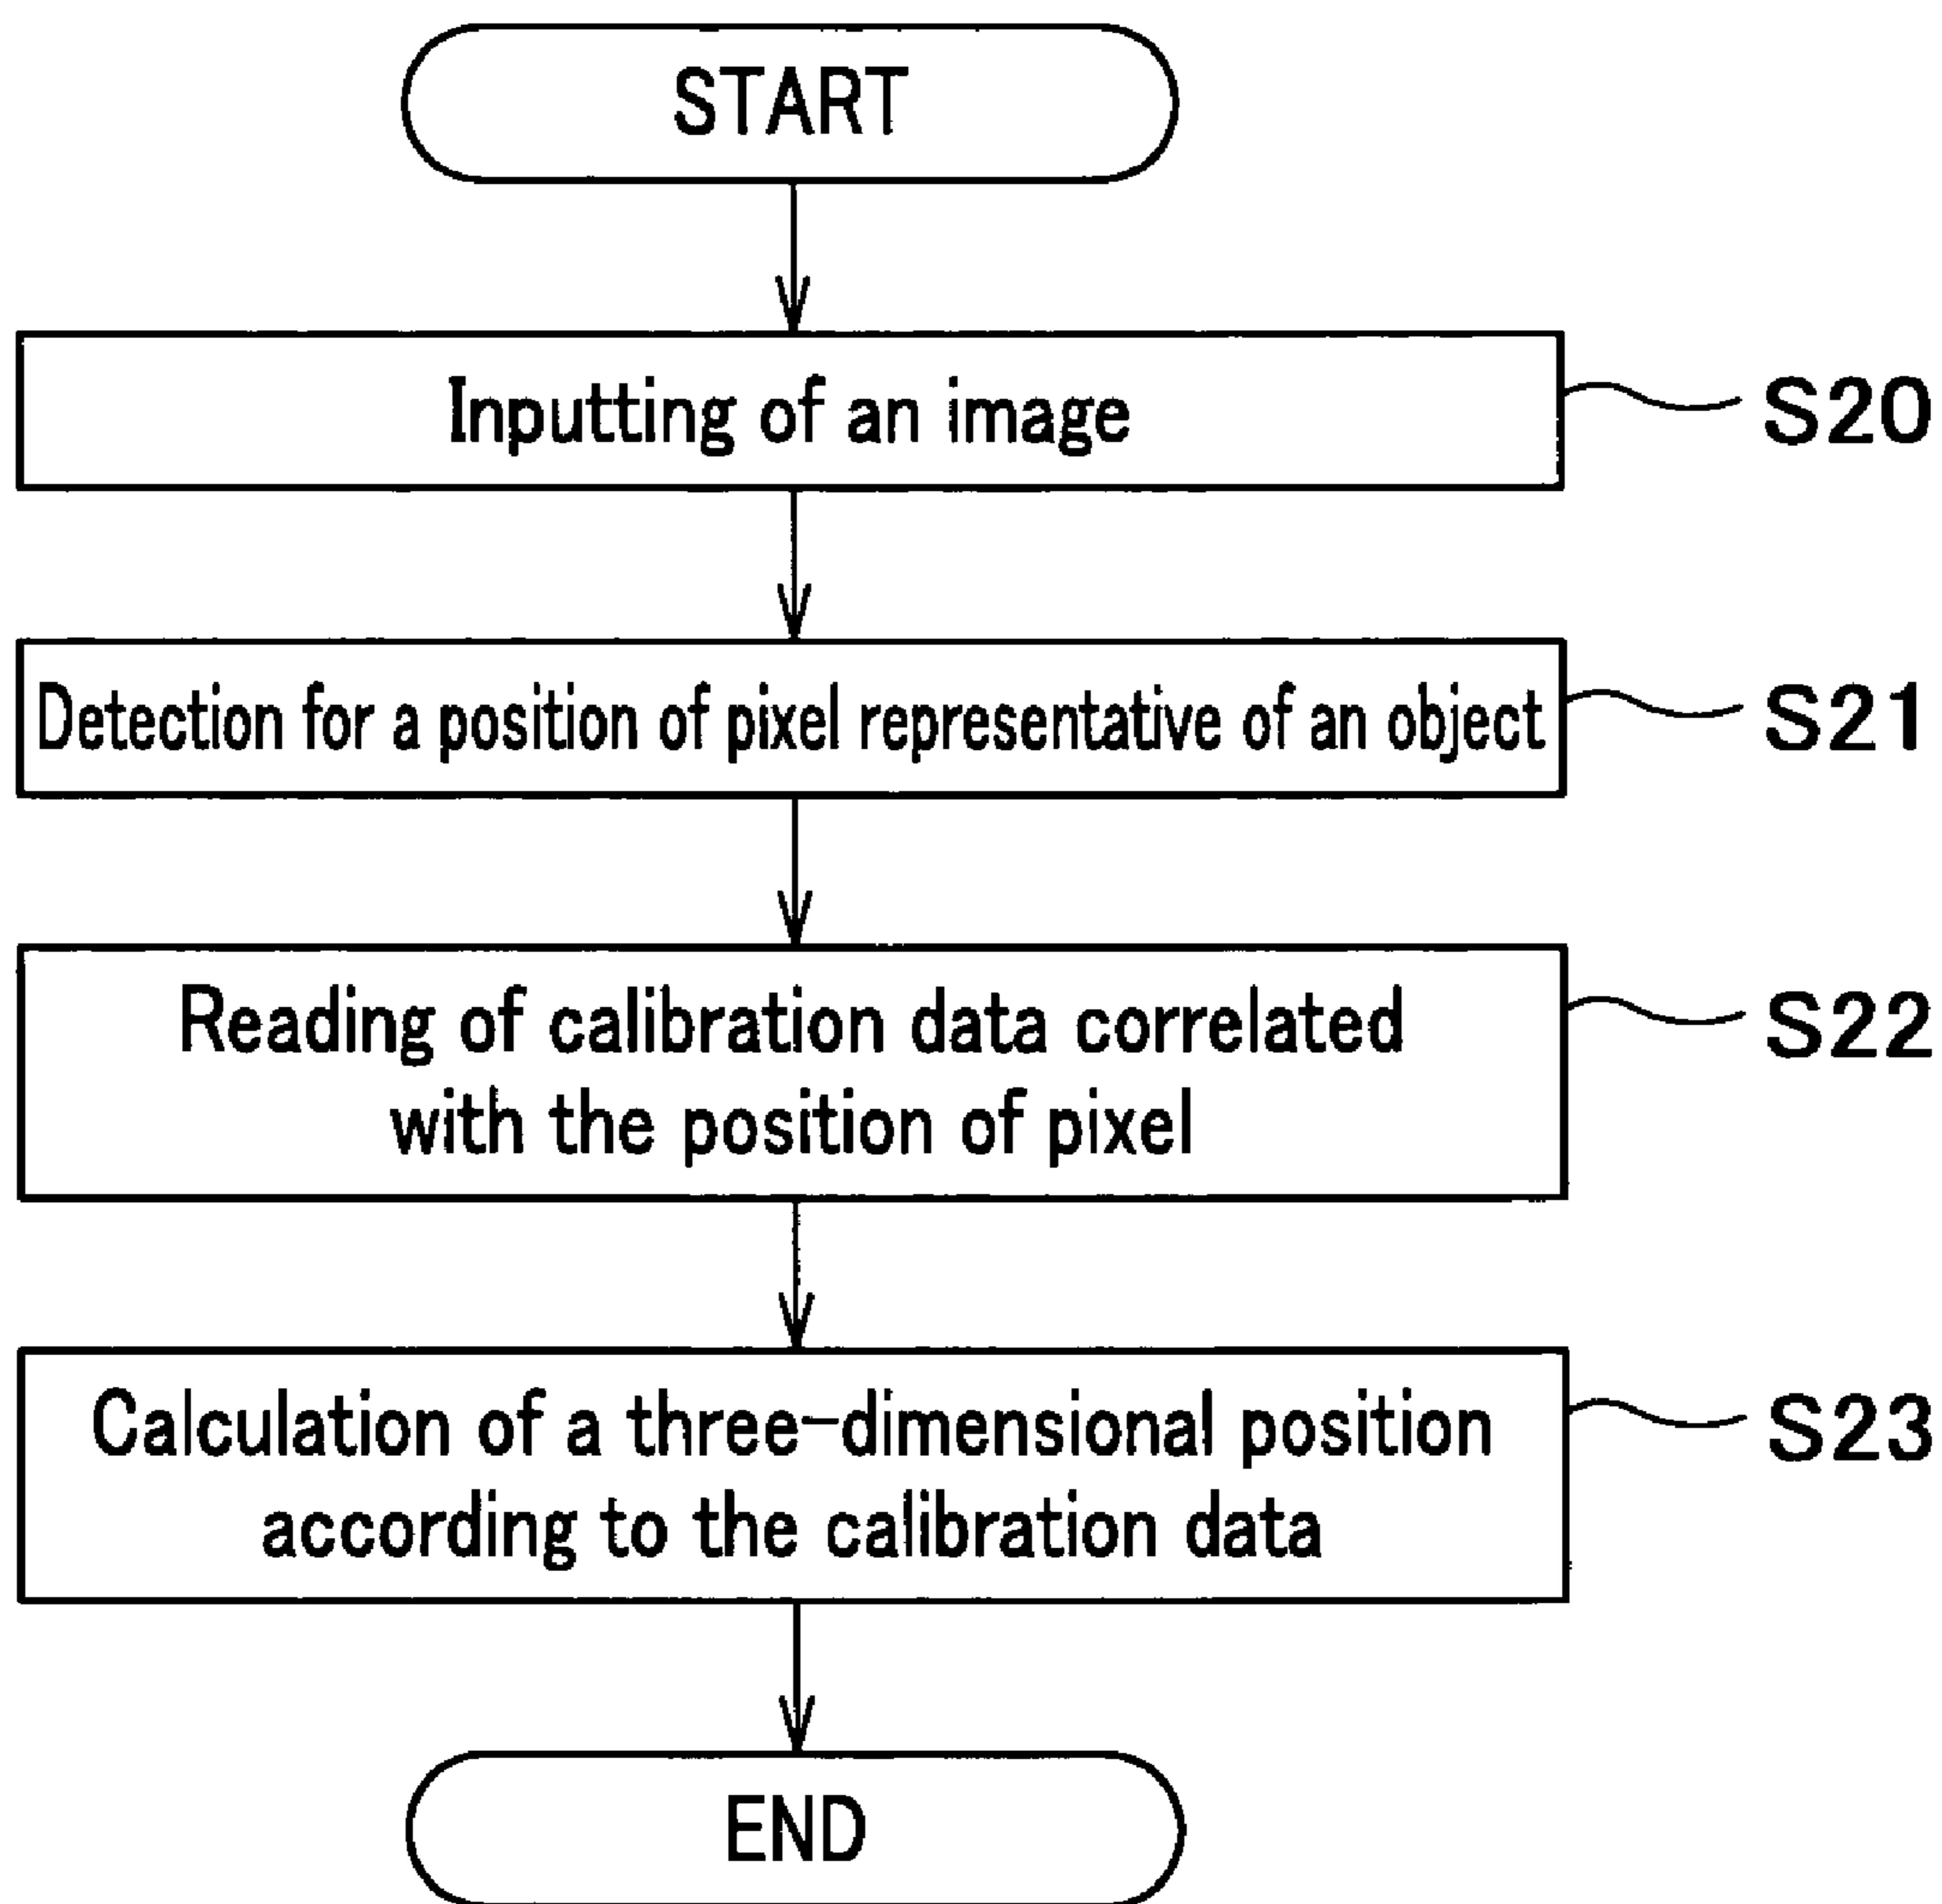 START
Inputting of an image
S20
Detection for a position of pixel representative of an object
S21
Reading of calibration data correlated
with the position of pixel
S22
Calculation of a three-dimensional position
according to the calibration data
S23
END